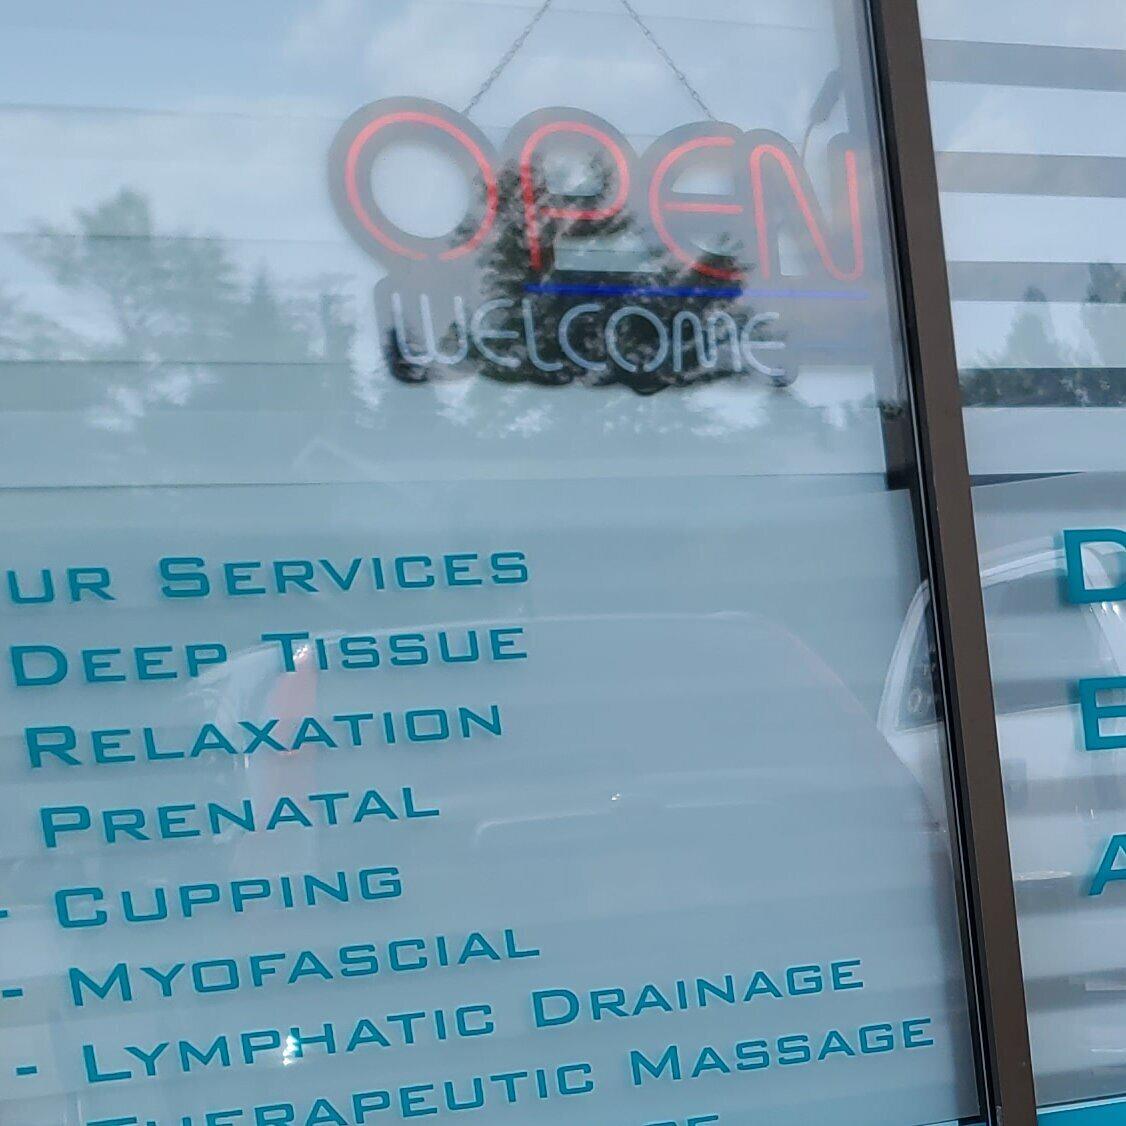 OPEN
WELCOME
UR SERVICES
DEEP TISSUE
RELAXATION
PRENATAL
- CUPPING
- MYOFASCIAL
- LYMPHATIC DRAINAGE
THERAPEUTIC MASSAGE
D
E
A